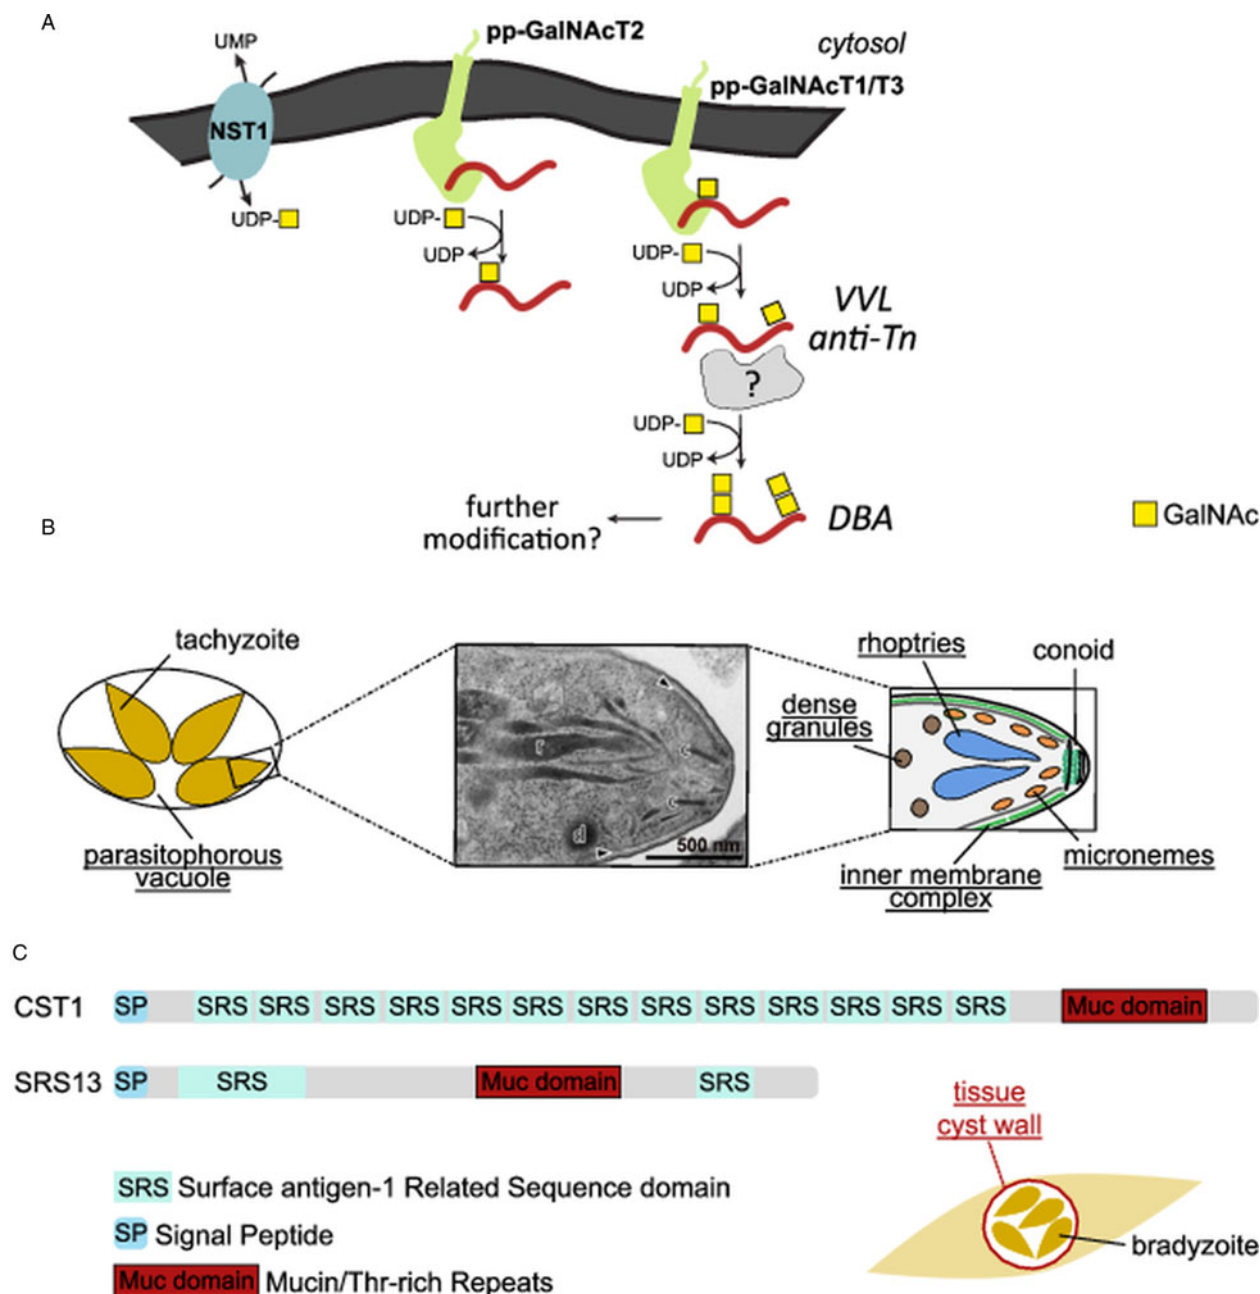 A
UMP
NST1
UDP-
pp-GalNAcT2
cytosol
pp-GalNAcT1/T3
UDP-
UDP
UDP-
UDP
VVL
anti-Tn
?
UDP-
UDP
DBA
further
modification?
GalNAc
B
tachyzoite
parasitophorous
vacuole
r
c
c
d
500 nm
rhoptries
conoid
dense
granules
micronemes
inner membrane
complex
C
CST1 SP SRS SRS SRS SRS SRS SRS SRS SRS SRS SRS SRS SRS SRS Muc domain
SRS13 SP SRS Muc domain SRS
SRS Surface antigen-1 Related Sequence domain
SP Signal Peptide
Muc domain Mucin/Thr-rich Repeats
tissue
cyst wall
bradyzoite